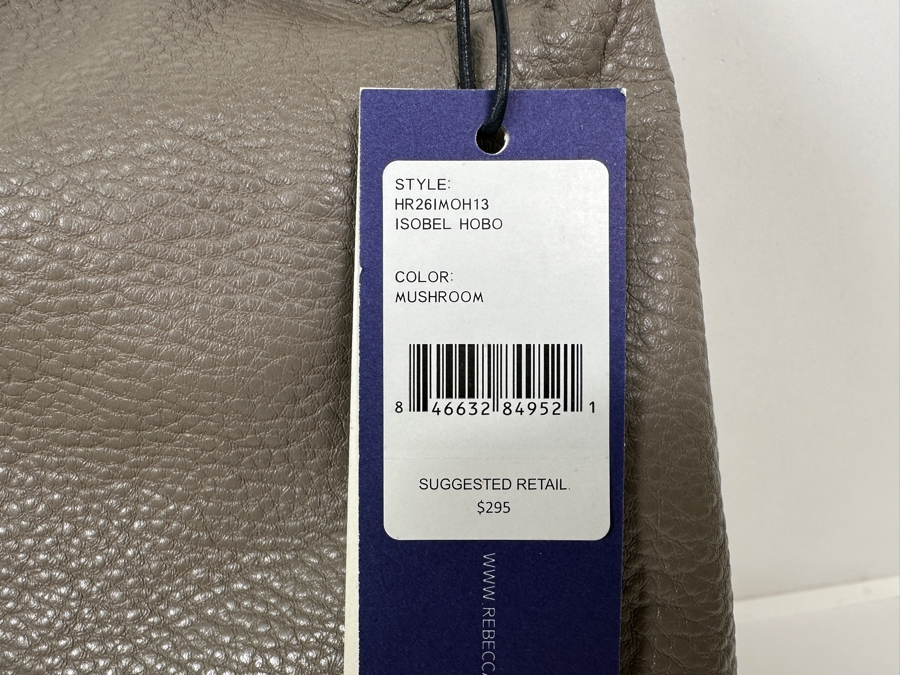 STYLE:
HR26IMOH13
ISOBEL HOBO
COLOR:
MUSHROOM
8 46632 84952 1
SUGGESTED RETAIL
$295
WWW.REBECCA